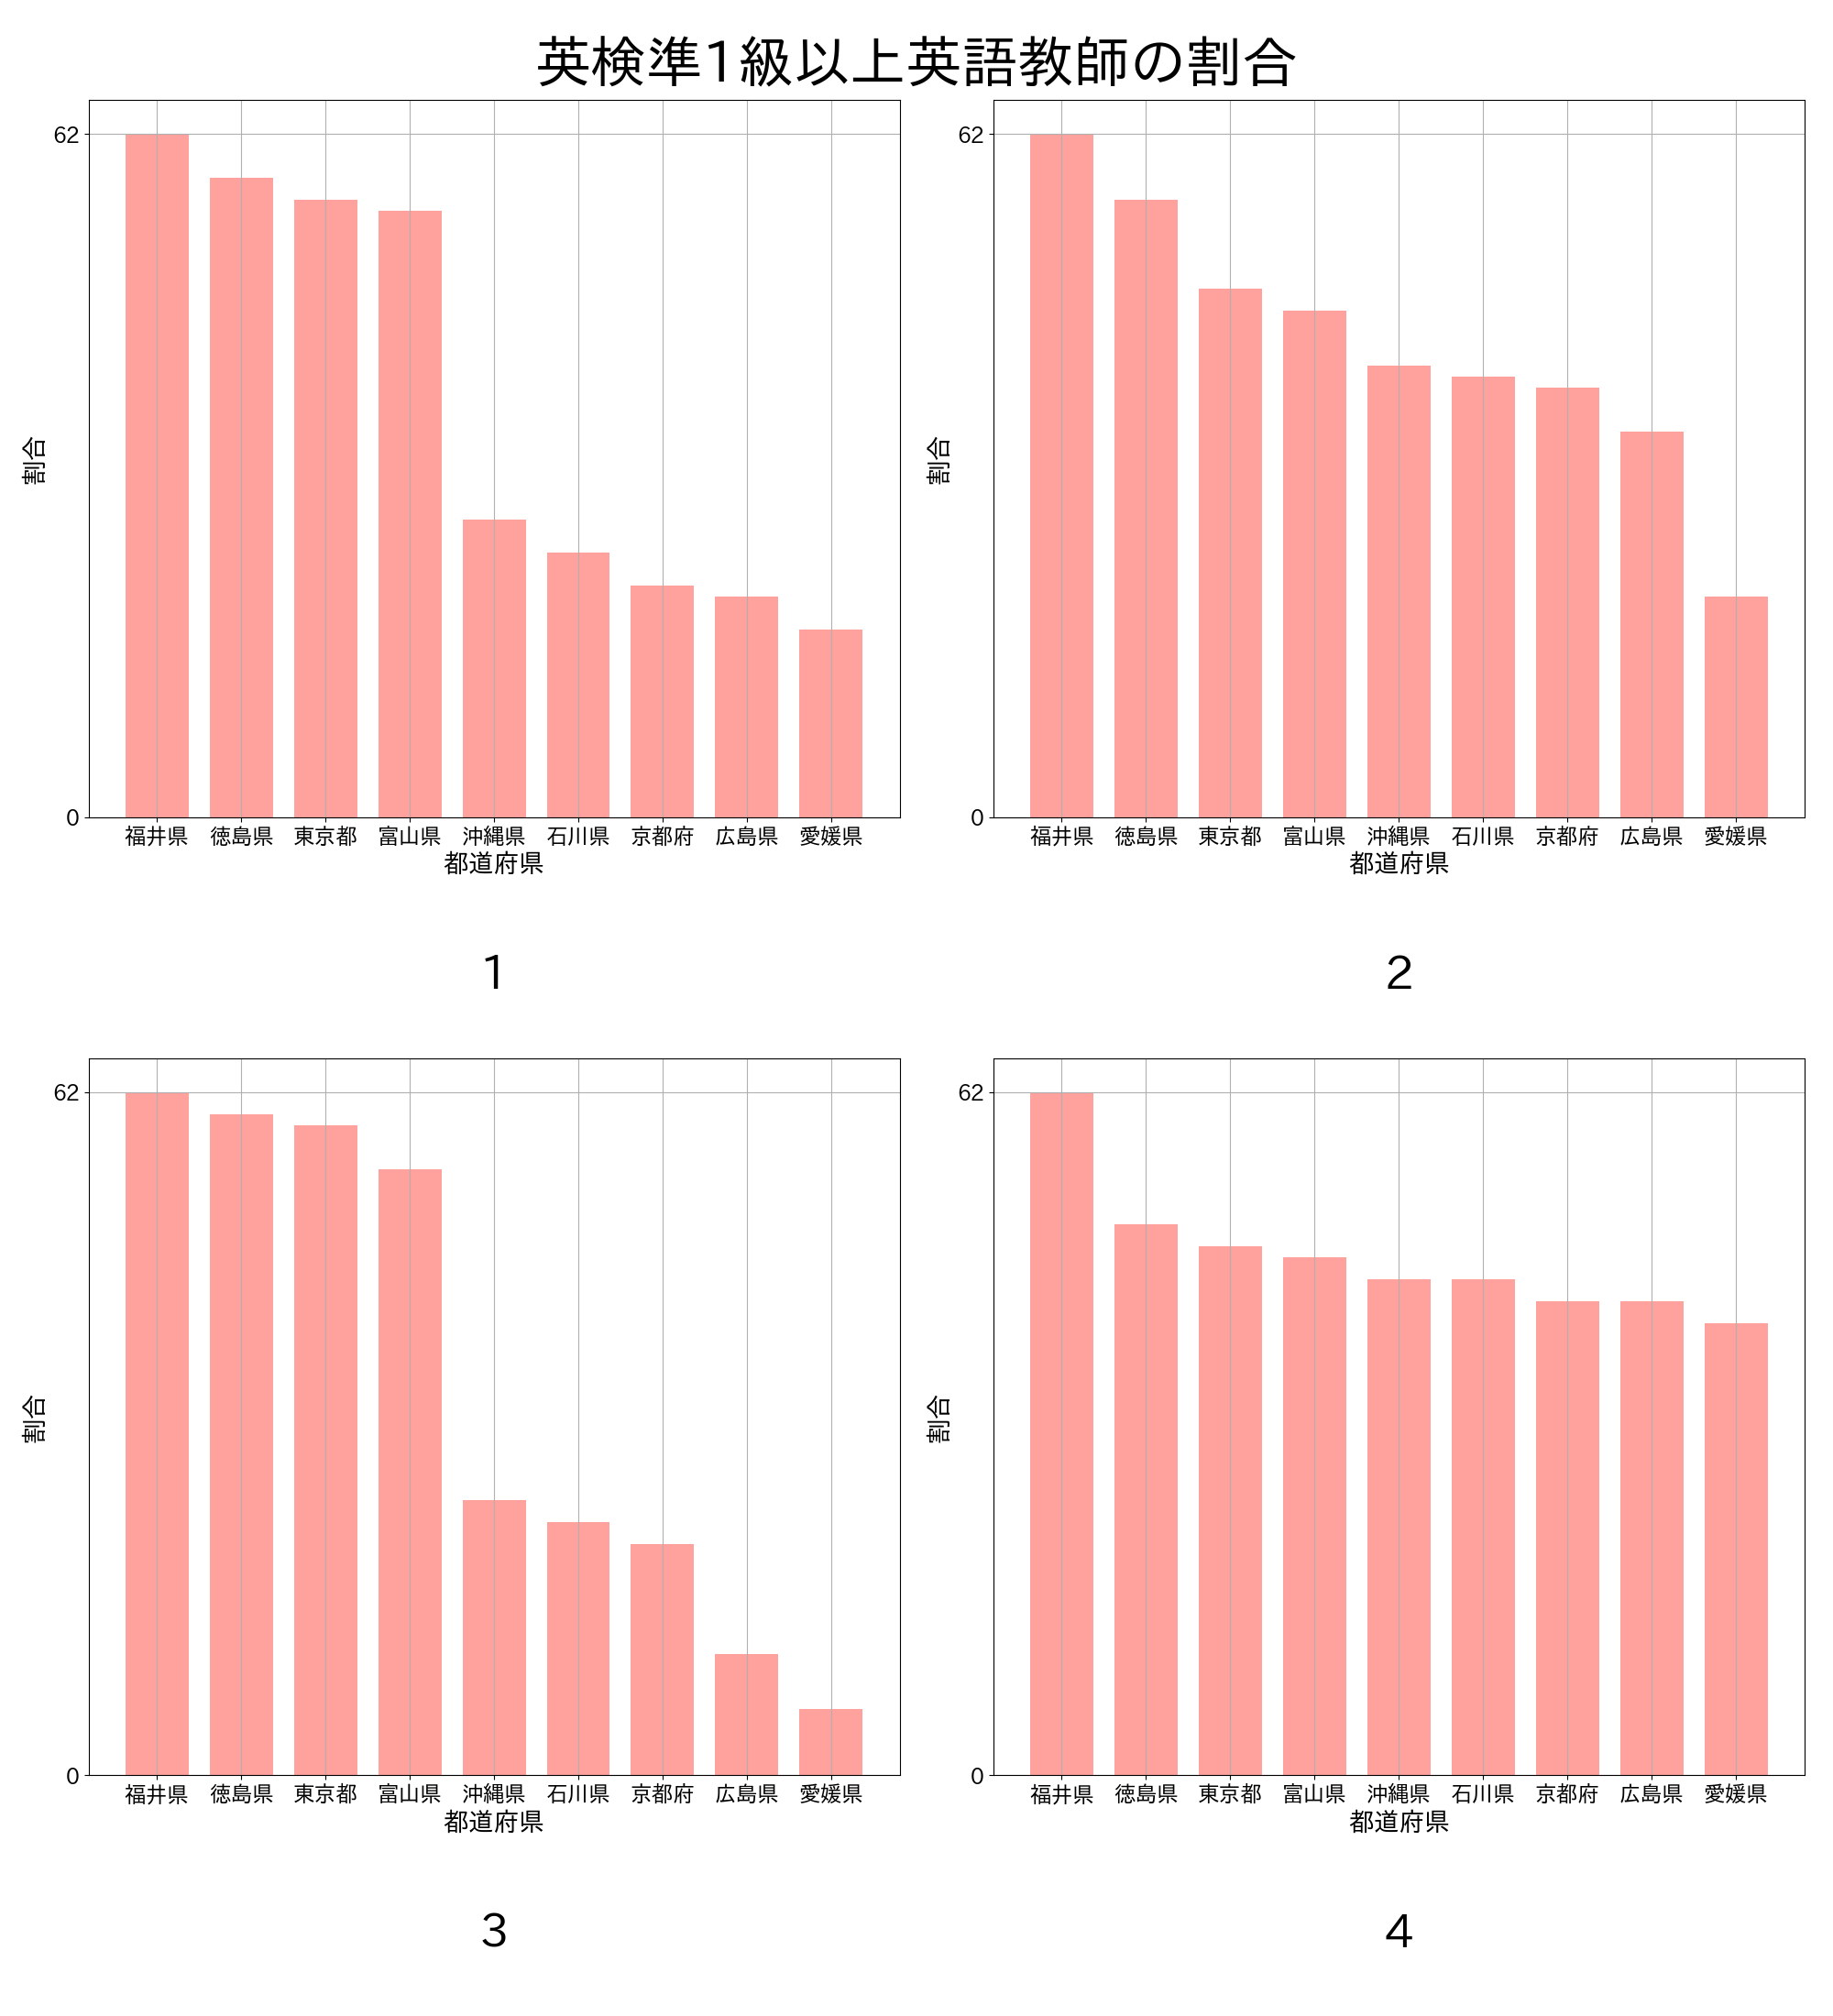 英検準1級以上英語教師の割合
62
0
割合
福井県 徳島県 東京都 富山県 沖縄県 石川県 京都府 広島県 愛媛県
都道府県
1
62
0
割合
福井県 徳島県 東京都 富山県 沖縄県 石川県 京都府 広島県 愛媛県
都道府県
2
62
0
割合
福井県 徳島県 東京都 富山県 沖縄県 石川県 京都府 広島県 愛媛県
都道府県
3
62
0
割合
福井県 徳島県 東京都 富山県 沖縄県 石川県 京都府 広島県 愛媛県
都道府県
4